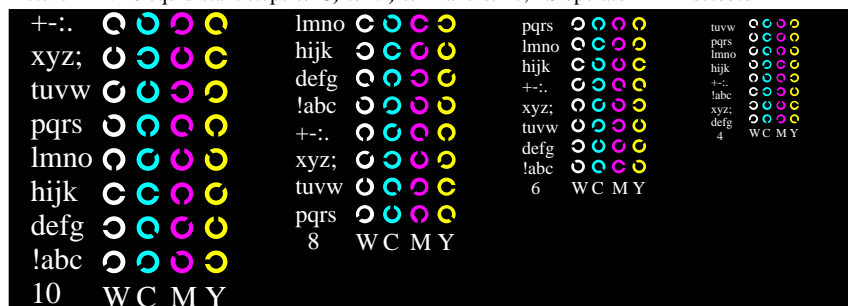 +-:.
xyz;
tuvw
pqrs
lmno
hijk
defg
!abc
10 W C M Y
lmno
hijk
defg
!abc
+-:.
xyz;
tuvw
pqrs
8 W C M Y
pqrs
lmno
hijk
+-:.
xyz;
tuvw
defg
!abc
6 W C M Y
tuvw
pqrs
lmno
hijk
+-:.
!abc
xyz;
defg
4 W C M Y